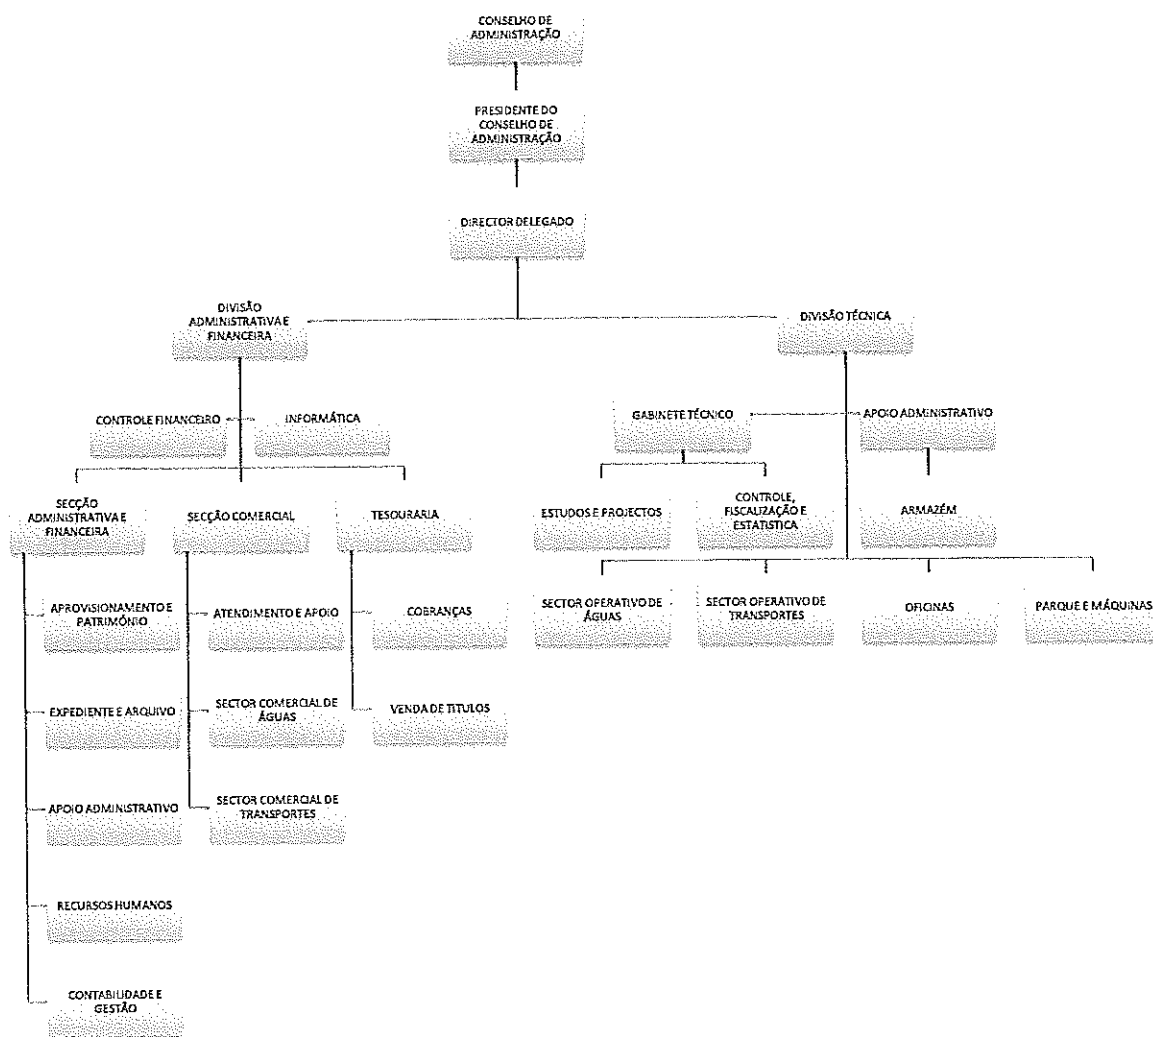 CONSELHO DE
ADMINISTRAÇÃO
PRESIDENTE DO
CONSELHO DE
ADMINISTRAÇÃO
DIRECTOR DELEGADO
DIVISÃO
ADMINISTRATIVA E
FINANCEIRA
DIVISÃO TÉCNICA
CONTROLE FINANCEIRO
INFORMÁTICA
GABINETE TÉCNICO
APOIO ADMINISTRATIVO
SECÇÃO
ADMINISTRATIVA E
FINANCEIRA
SECÇÃO COMERCIAL
TESOURARIA
ESTUDOS E PROJECTOS
CONTROLE,
FISCALIZAÇÃO E
ESTATISTICA
ARMAZÉM
APROVISIONAMENTO E
PATRIMÓNIO
ATENDIMENTO E APOIO
COBRANÇAS
SECTOR OPERATIVO DE
ÁGUAS
SECTOR OPERATIVO DE
TRANSPORTES
OFICINAS
PARQUE E MÁQUINAS
EXPEDIENTE E ARQUIVO
SECTOR COMERCIAL DE
ÁGUAS
VENDA DE TITULOS
APOIO ADMINISTRATIVO
SECTOR COMERCIAL DE
TRANSPORTES
RECURSOS HUMANOS
CONTABILIDADE E
GESTÃO